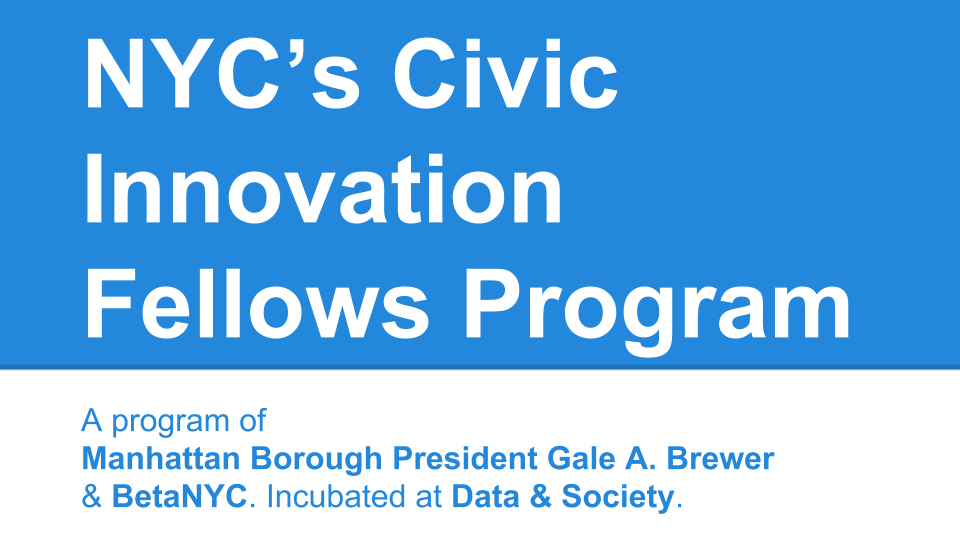 NYC’s Civic
Innovation
Fellows Program
A program of
Manhattan Borough President Gale A. Brewer
& BetaNYC. Incubated at Data & Society.